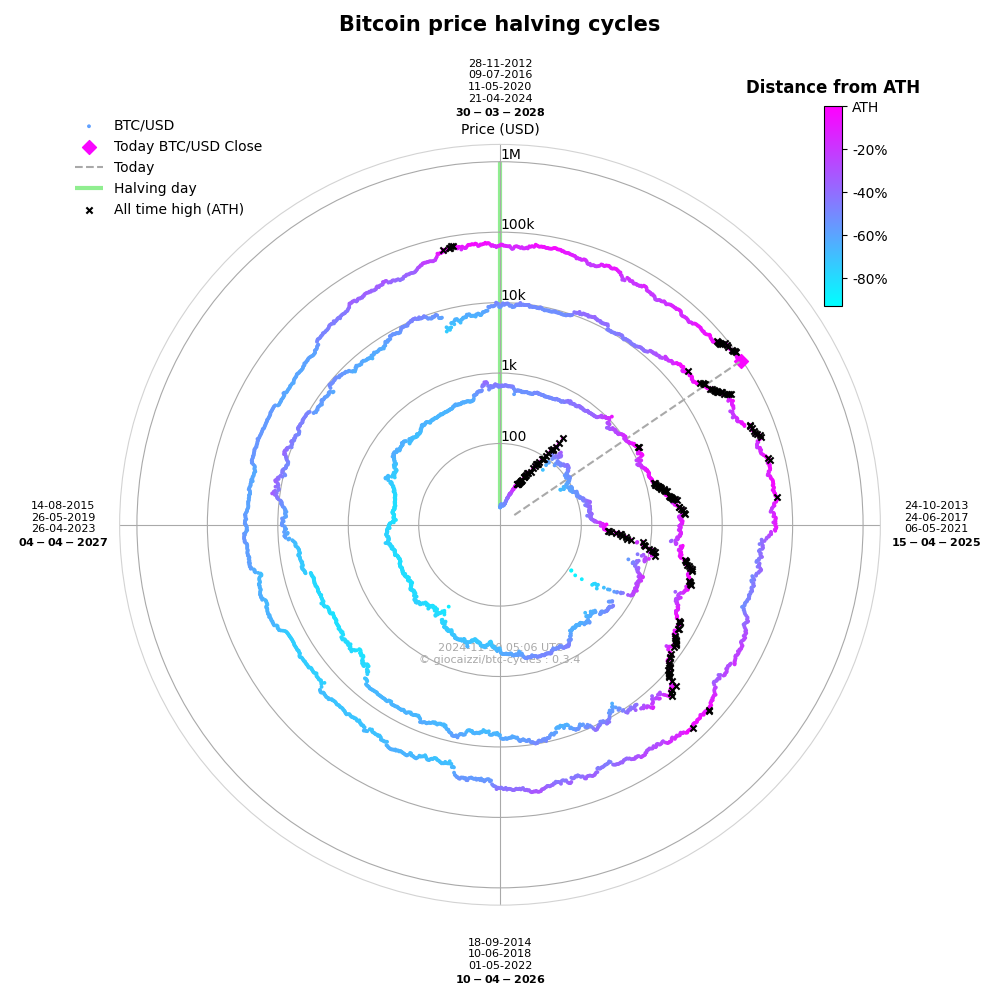 Bitcoin price halving cycles
28-11-2012
09-07-2016
11-05-2020
21-04-2024
30-03-2028
Price (USD)
BTC/USD
Today BTC/USD Close
Today
Halving day
All time high (ATH)
Distance from ATH
ATH
-20%
-40%
-60%
-80%
1M
100k
10k
1k
100
14-08-2015
26-05-2019
26-04-2023
04-04-2027
24-10-2013
24-06-2017
06-05-2021
15-04-2025
05:06 UTC
© giocaizzi/btc-cycles : 0.3.4
18-09-2014
10-06-2018
01-05-2022
10-04-2026